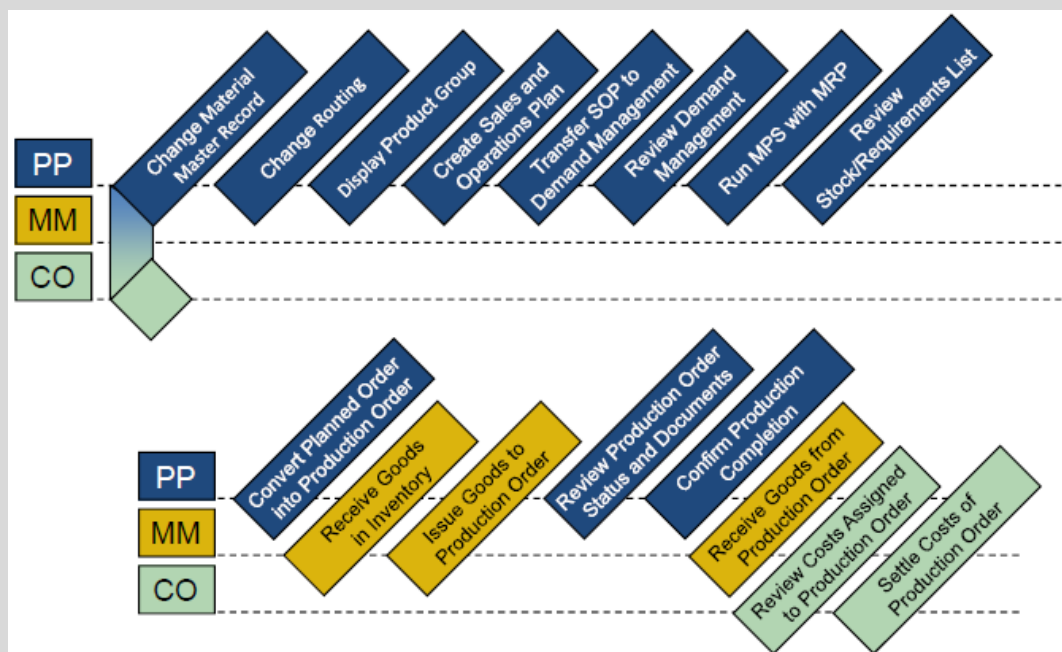 Change Material
Master Record
Change Routing
Display Product Group
Create Sales and
Operations Plan
Transfer SOP to
Demand Management
Review Demand
Management
Run MPS with MRP
Review
Stock/Requirements List
PP
MM
CO
Convert Planned Order
into Production Order
Receive Goods
in Inventory
Issue Goods to
Production Order
Review Production Order
Status and Documents
Confirm Production
Completion
Receive Goods from
Production Order
Review Costs Assigned
to Production Order
Settle Costs of
Production Order
PP
MM
CO